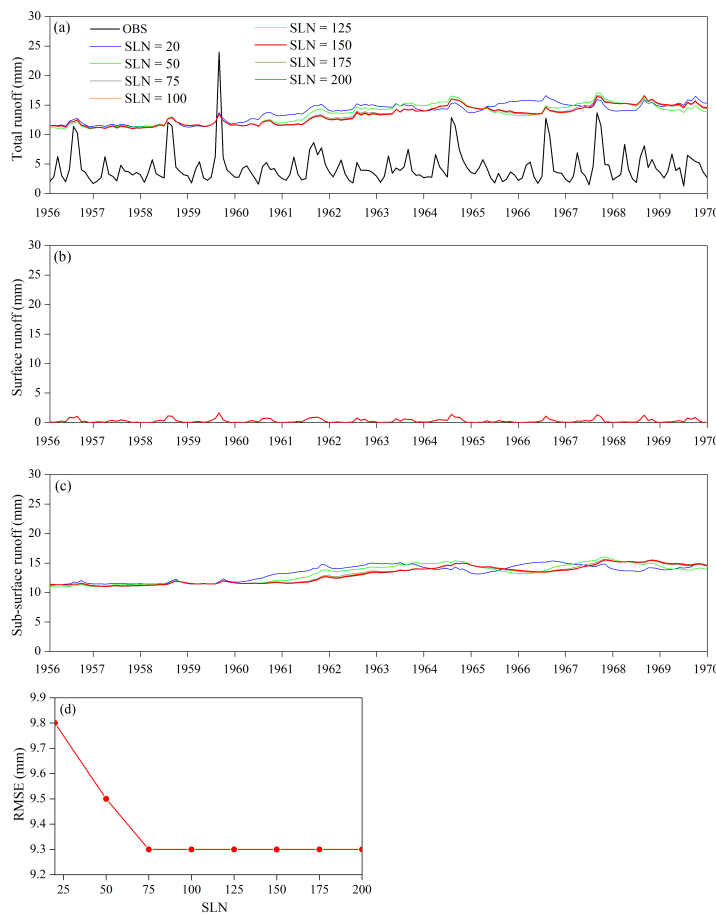 (a)
OBS
SLN = 20
SLN = 50
SLN = 75
SLN = 100
SLN = 125
SLN = 150
SLN = 175
SLN = 200
Total runoff (mm)
30
25
20
15
10
5
0
1956 1957 1958 1959 1960 1961 1962 1963 1964 1965 1966 1967 1968 1969 1970
(b)
Surface runoff (mm)
30
25
20
15
10
5
0
1956 1957 1958 1959 1960 1961 1962 1963 1964 1965 1966 1967 1968 1969 1970
(c)
Sub-surface runoff (mm)
30
25
20
15
10
5
0
1956 1957 1958 1959 1960 1961 1962 1963 1964 1965 1966 1967 1968 1969 1970
(d)
RMSE (mm)
9.9
9.8
9.7
9.6
9.5
9.4
9.3
9.2
25 50 75 100 125 150 175 200
SLN